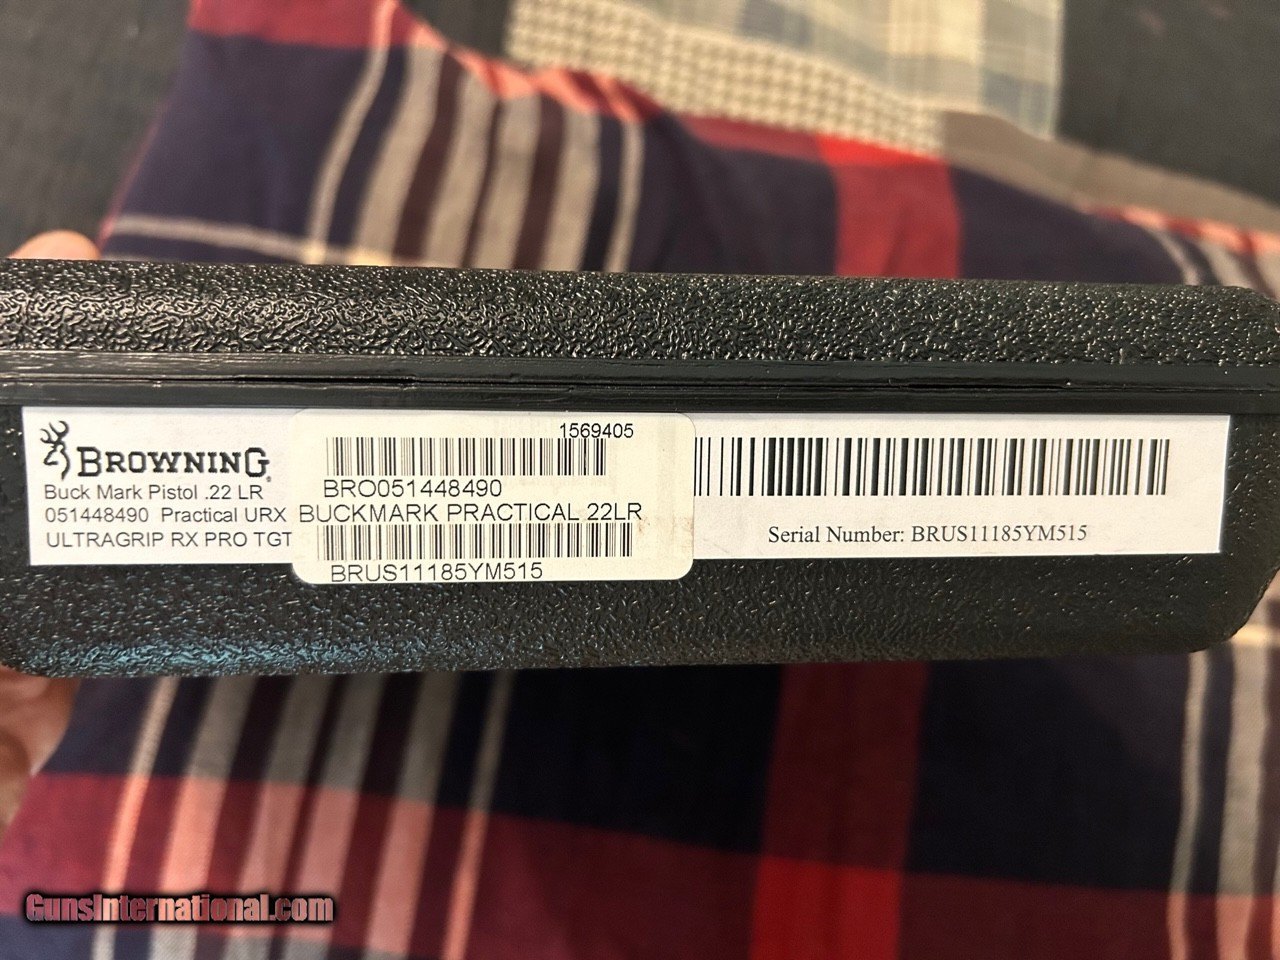 BROWNING®
Buck Mark Pistol .22 LR
051448490 Practical URX
ULTRAGRIP RX PRO TGT
1569405
BRO051448490
BUCKMARK PRACTICAL 22LR
BRUS11185YM515
Serial Number: BRUS11185YM515
GunsInternational.com